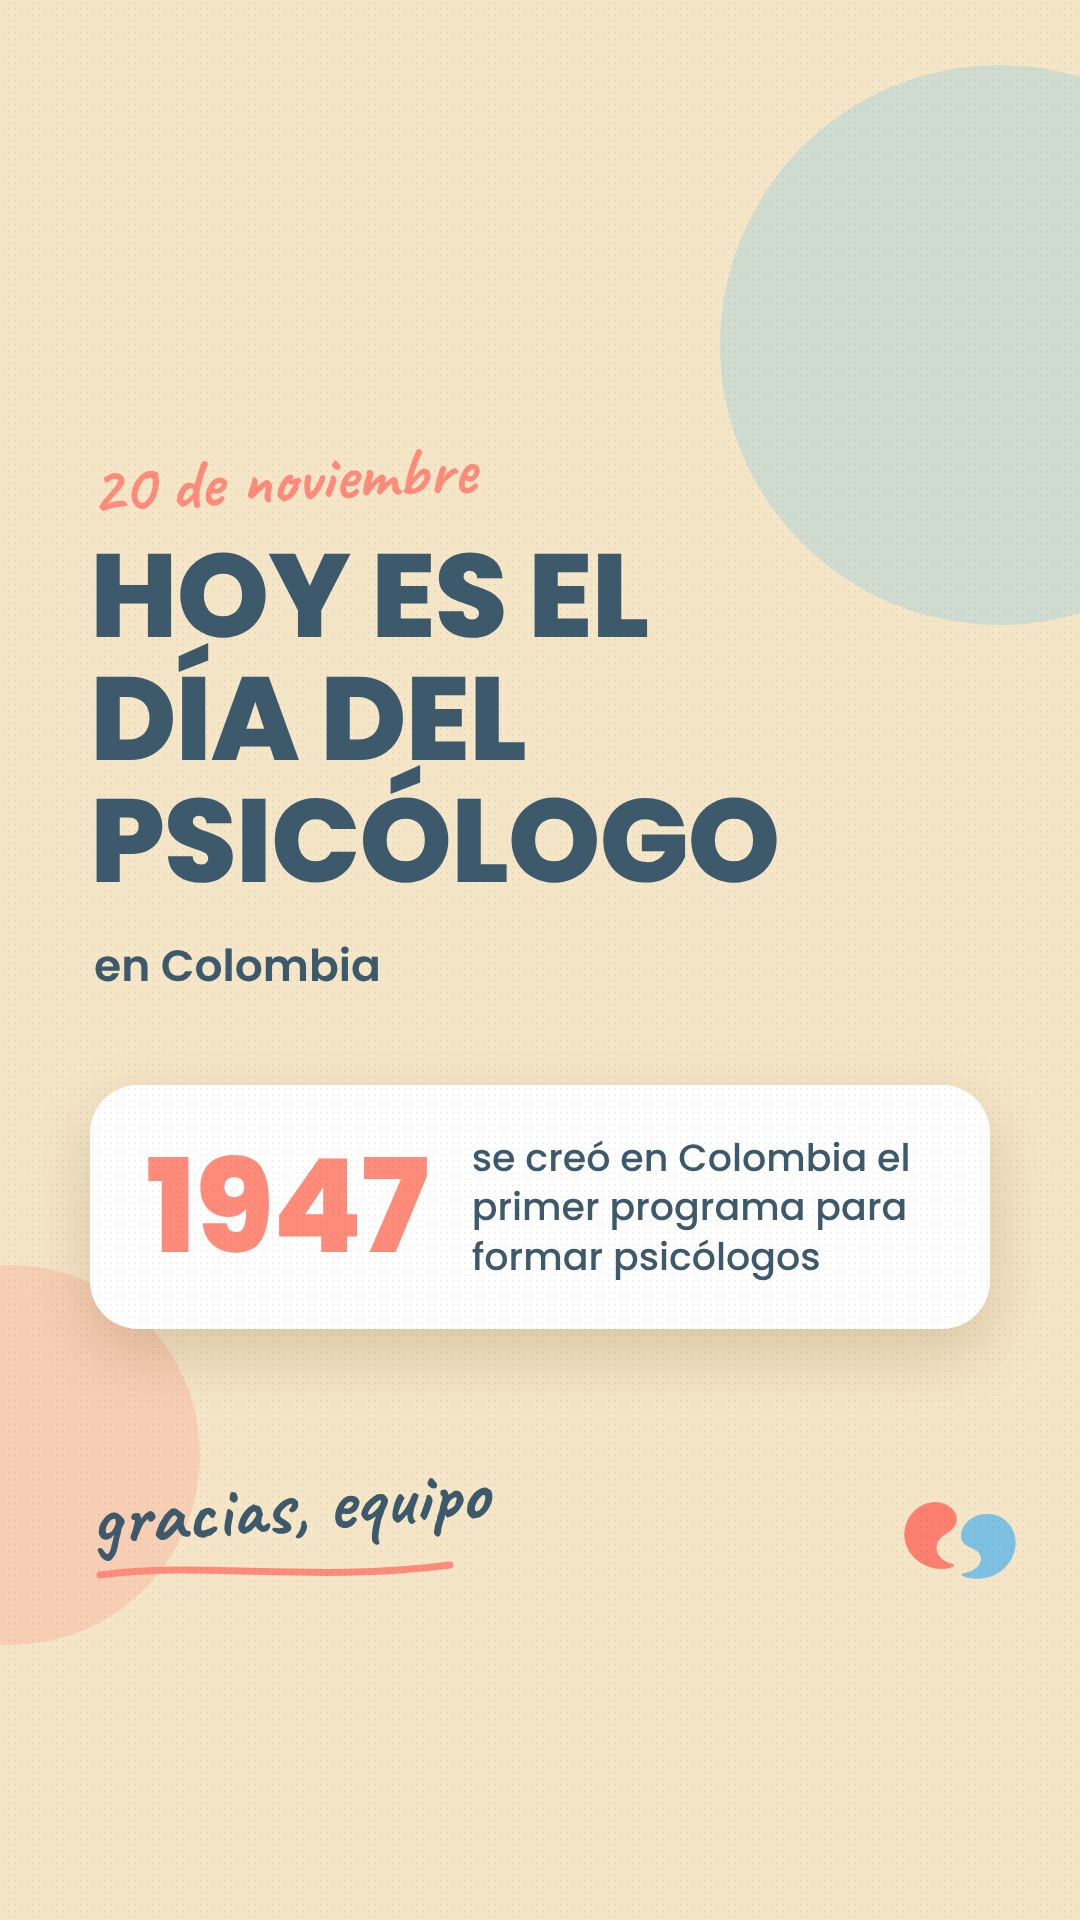 20 de noviembre
HOY ES EL
DÍA DEL
PSICÓLOGO
en Colombia
1947
se creó en Colombia el
primer programa para
formar psicólogos
gracias, equipo